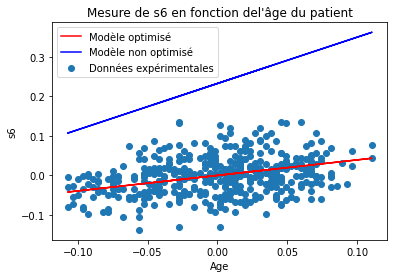 Mesure de s6 en fonction del'âge du patient
Modèle optimisé
Modèle non optimisé
Données expérimentales
s6
0.3
0.2
0.1
0.0
−0.1
−0.10
−0.05
0.00
0.05
0.10
Age